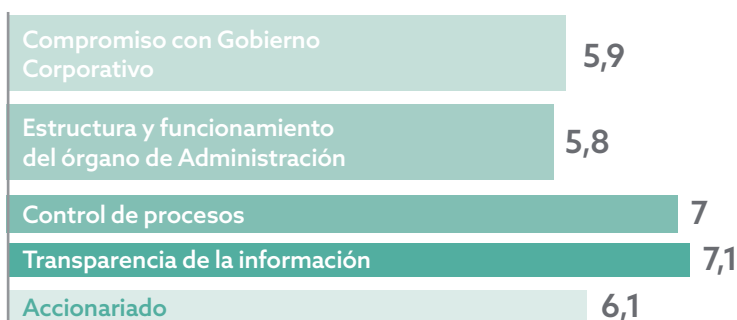 Compromiso con Gobierno
Corporativo
5,9
Estructura y funcionamiento
del órgano de Administración
5,8
Control de procesos
7
Transparencia de la información
7,1
Accionariado
6,1